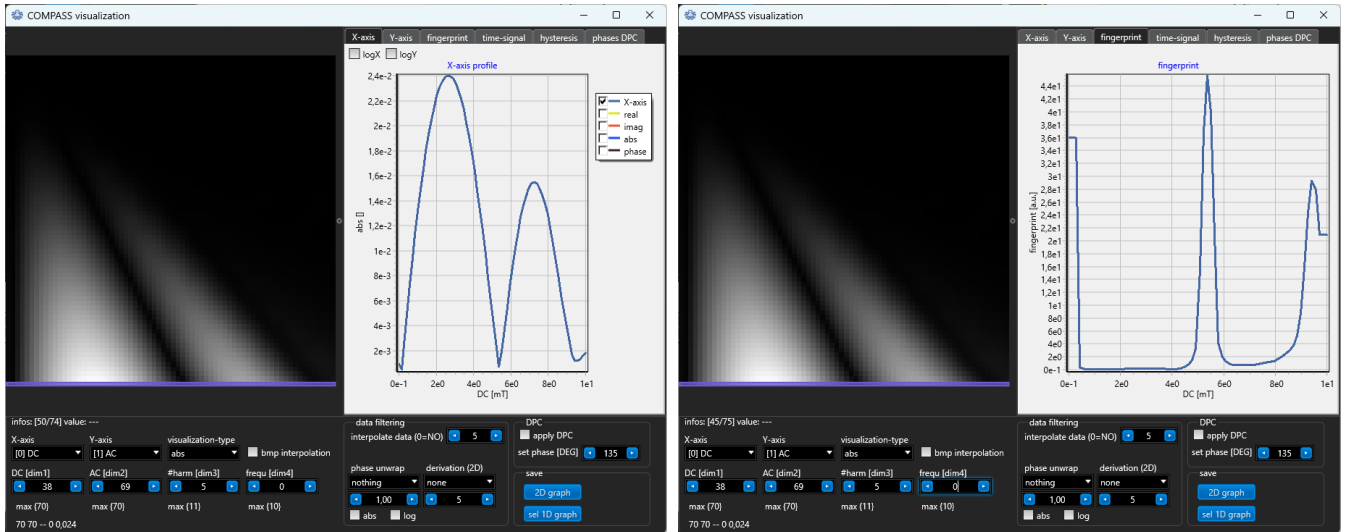 COMPASS visualization
X-axis Y-axis fingerprint time-signal hysteresis phases DPC
logX logY
X-axis profile
2,4e-2
2,2e-2
2e-2
1,8e-2
1,6e-2
1,4e-2
1,2e-2
1e-2
8e-3
6e-3
4e-3
2e-3
abs []
0e-1 2e0 4e0 6e0 8e0 1e1
DC [mT]
X-axis
real
imag
abs
phase
infos: [50/74] value: ---
X-axis Y-axis visualization-type
[0] DC [1] AC abs bmp interpolation
DC [dim1] AC [dim2] #harm [dim3] frequ [dim4]
38 69 5 0
max {70} max {70} max {11} max {10}
70 70 -- 0 0,024
data filtering
interpolate data (0=NO) 5
phase unwrap derivation (2D)
nothing none
1,00 5
abs log
DPC
apply DPC
set phase [DEG] 135
save
2D graph
sel 1D graph
COMPASS visualization
X-axis Y-axis fingerprint time-signal hysteresis phases DPC
fingerprint
4,4e1
4,2e1
4e1
3,8e1
3,6e1
3,4e1
3,2e1
3e1
2,8e1
2,6e1
2,4e1
2,2e1
2e1
1,8e1
1,6e1
1,4e1
1,2e1
1e1
8e0
6e0
4e0
2e0
0e-1
fingerprint [a.u.]
0e-1 2e0 4e0 6e0 8e0 1e1
DC [mT]
infos: [45/75] value: ---
X-axis Y-axis visualization-type
[0] DC [1] AC abs bmp interpolation
DC [dim1] AC [dim2] #harm [dim3] frequ [dim4]
38 69 5 0
max {70} max {70} max {11} max {10}
data filtering
interpolate data (0=NO) 5
phase unwrap derivation (2D)
nothing none
1,00 5
abs log
DPC
apply DPC
set phase [DEG] 135
save
2D graph
sel 1D graph